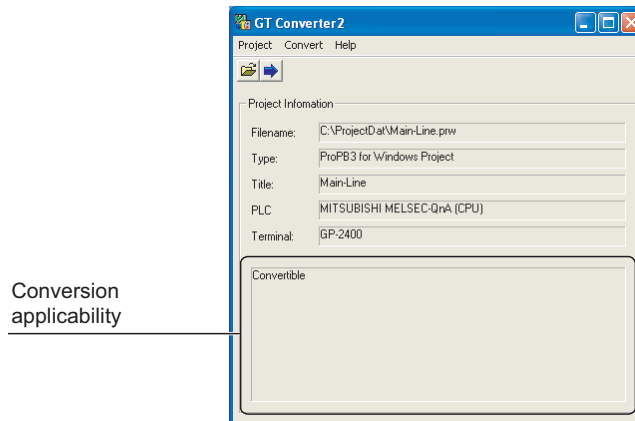 GT Converter2
Project Convert Help
Project Infomation
Filename: C:\ProjectDat\Main-Line.prw
Type: ProPB3 for Windows Project
Title: Main-Line
PLC MITSUBISHI MELSEC-QnA (CPU)
Terminal: GP-2400
Convertible
Conversion
applicability